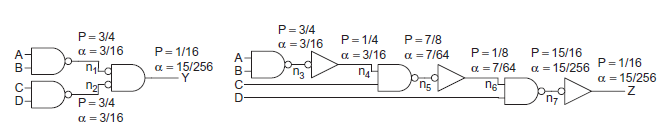 P = 3/4
α = 3/16
A
B
n1
P = 1/16
α = 15/256
Y
C
D
n2
P = 3/4
α = 3/16
P = 3/4
α = 3/16
A
B
n3
P = 1/4
α = 3/16
n4
C
D
P = 7/8
α = 7/64
n5
P = 1/8
α = 7/64
n6
P = 15/16
α = 15/256
n7
P = 1/16
α = 15/256
Z